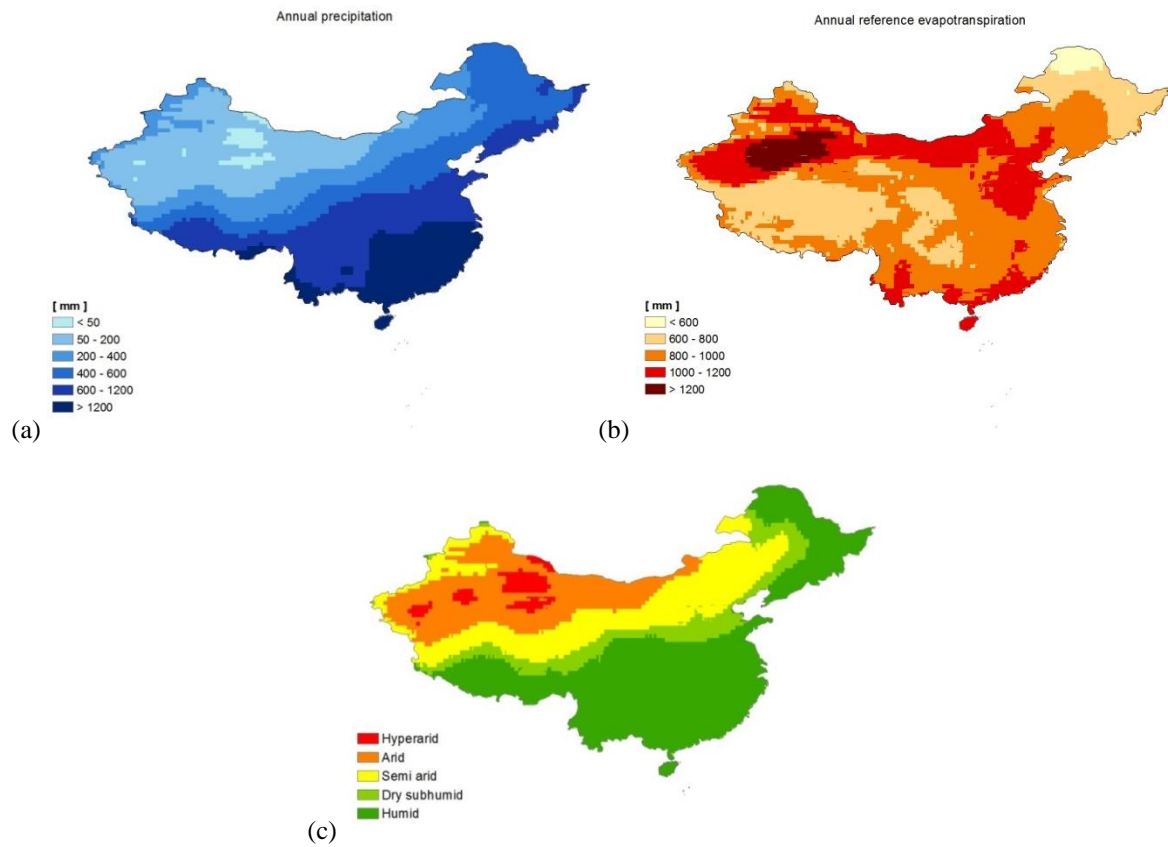 Annual precipitation
[ mm ]
< 50
50 - 200
200 - 400
400 - 600
600 - 1200
> 1200
(a)
Annual reference evapotranspiration
[ mm ]
< 600
600 - 800
800 - 1000
1000 - 1200
> 1200
(b)
Hyperarid
Arid
Semi arid
Dry subhumid
Humid
(c)